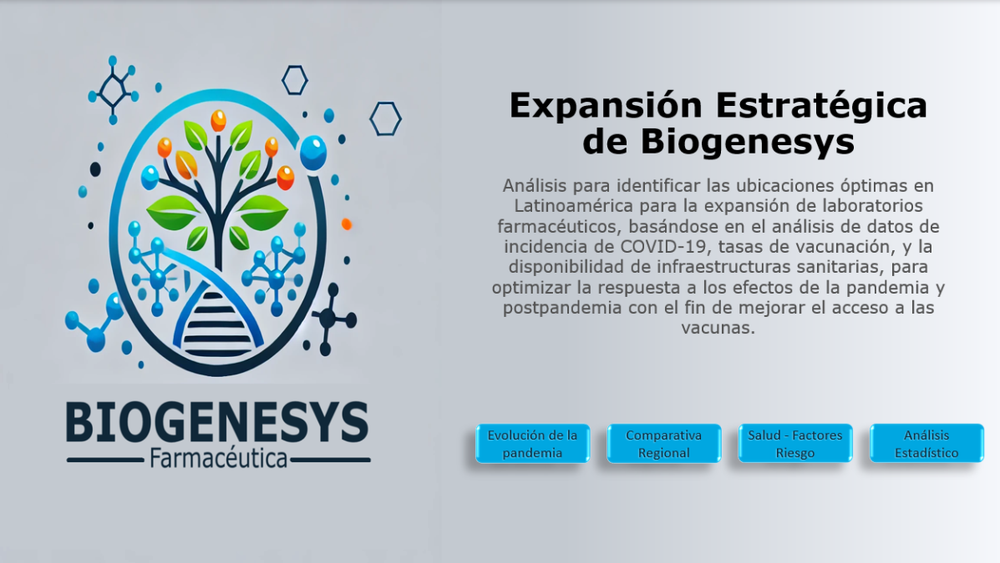 Expansión Estratégica
de Biogenesys
Análisis para identificar las ubicaciones óptimas en
Latinoamérica para la expansión de laboratorios
farmacéuticos, basándose en el análisis de datos de
incidencia de COVID-19, tasas de vacunación, y la
disponibilidad de infraestructuras sanitarias, para
optimizar la respuesta a los efectos de la pandemia y
postpandemia con el fin de mejorar el acceso a las
vacunas.
BIOGENESYS
Farmacéutica
Evolución de la
pandemia
Comparativa
Regional
Salud - Factores
Riesgo
Análisis
Estadístico